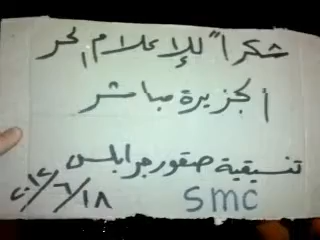 شكراً للإعلام الحر
الجزيرة مباشر
تنسيقية صقور جرابلس
٢٠١٢/٦/١٨ smc